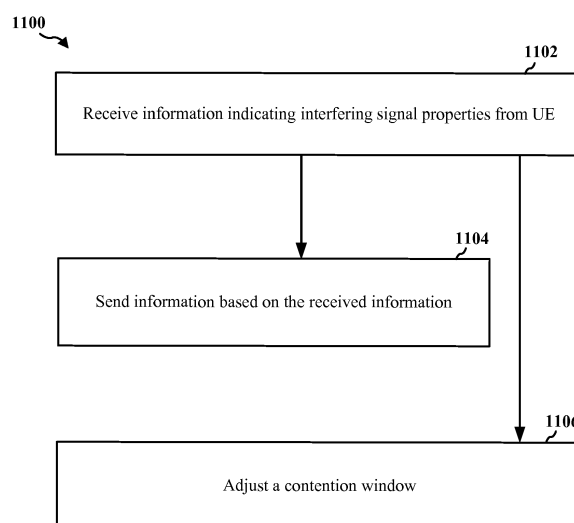 1100
1102
Receive information indicating interfering signal properties from UE
1104
Send information based on the received information
1106
Adjust a contention window